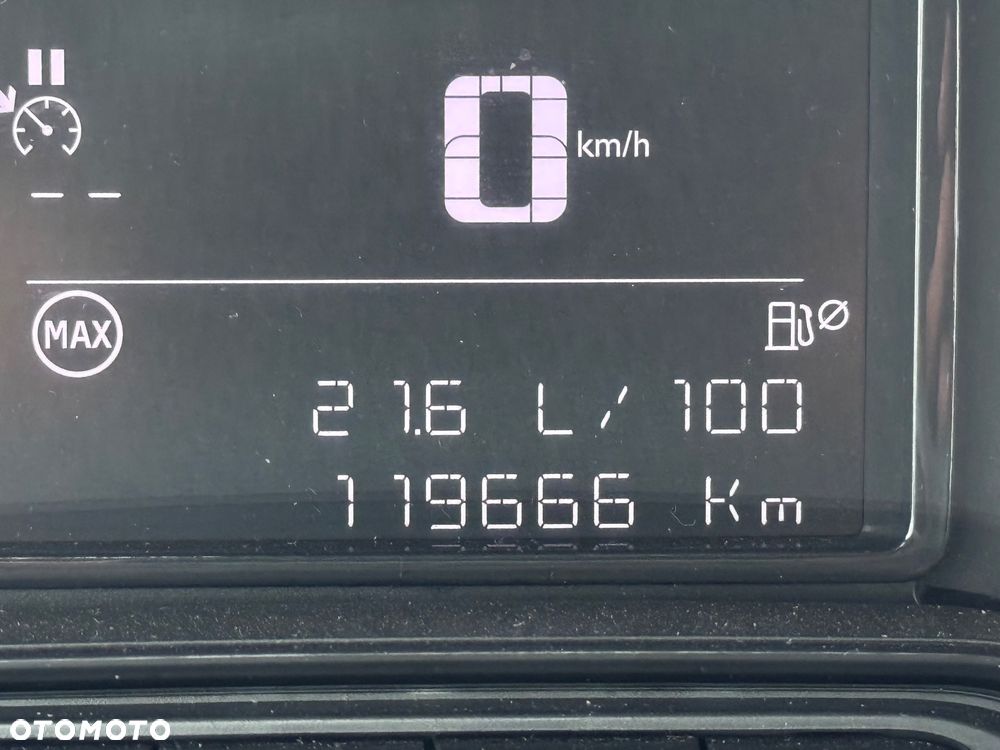 0 km/h
– –
MAX
21.6 L/100
119666 Km
OTOMOTO